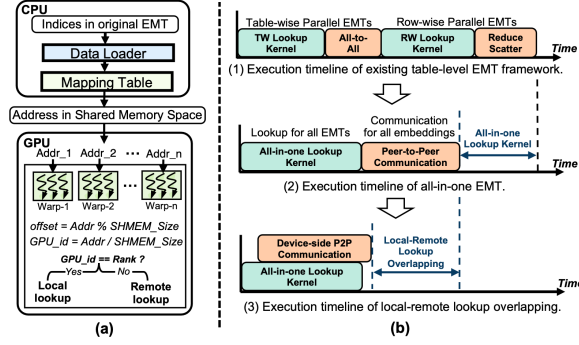 CPU
Indices in original EMT
Data Loader
Mapping Table
Address in Shared Memory Space
GPU
Addr_1 Addr_2 ··· Addr_n
···
Warp-1 Warp-2 Warp-n
offset = Addr % SHMEM_Size
GPU_id = Addr / SHMEM_Size
GPU_id == Rank ?
Yes No
Local lookup
Remote lookup
(a)
Table-wise Parallel EMTs Row-wise Parallel EMTs
TW Lookup Kernel
All-to-All
RW Lookup Kernel
Reduce Scatter
Time
(1) Execution timeline of existing table-level EMT framework.
Lookup for all EMTs
Communication for all embeddings
All-in-one Lookup Kernel
All-in-one Lookup Kernel
Peer-to-Peer Communication
Time
(2) Execution timeline of all-in-one EMT.
Device-side P2P Communication
Local-Remote Lookup Overlapping
All-in-one Lookup Kernel
Time
(3) Execution timeline of local-remote lookup overlapping.
(b)